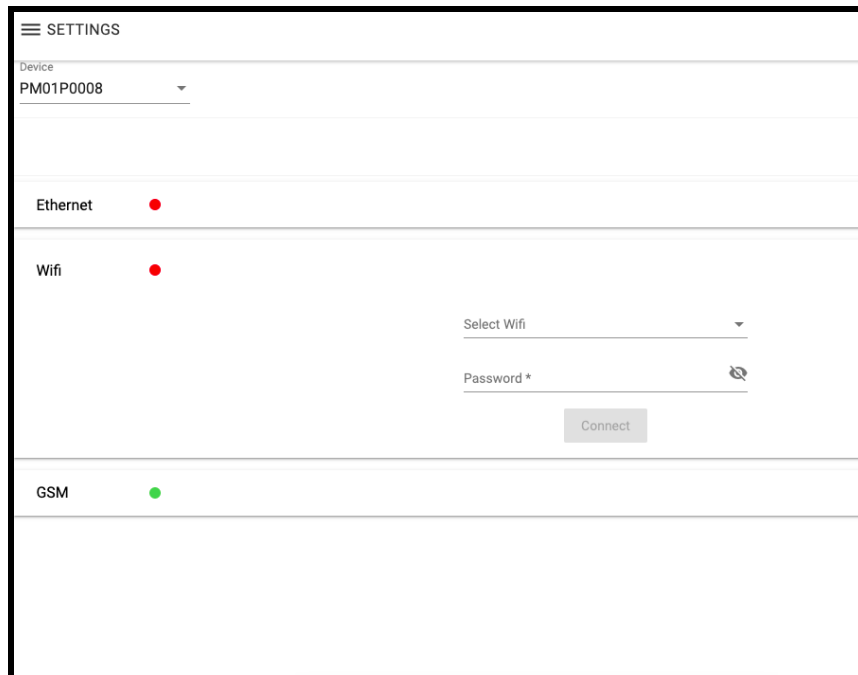 SETTINGS
Device
PM01P0008
Ethernet
Wifi
Select Wifi
Password *
Connect
GSM